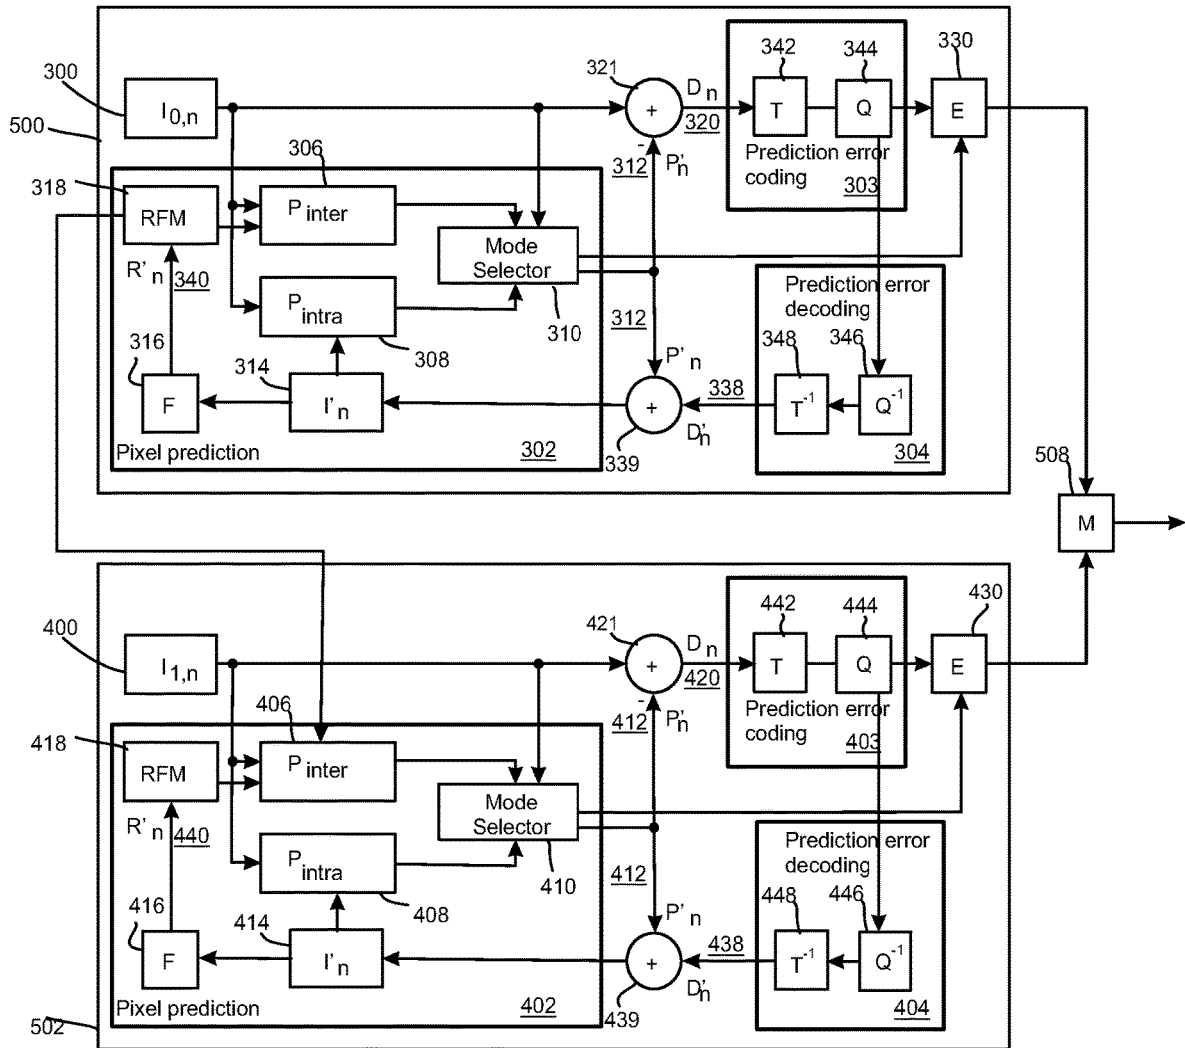 300
I0,n
500
321
+
Dn
320
342
T
344
Q
330
E
Prediction error
coding
303
-
312
P'n
318
RFM
306
Pinter
Mode
Selector
310
R'n
340
Pintra
308
312
P'n
Prediction error
decoding
348
T-1
346
Q-1
304
316
F
314
I'n
+
339
338
D'n
Pixel prediction
302
508
M
400
I1,n
421
+
Dn
420
442
T
444
Q
430
E
Prediction error
coding
403
-
412
P'n
418
RFM
406
Pinter
Mode
Selector
410
R'n
440
Pintra
408
412
P'n
Prediction error
decoding
448
T-1
446
Q-1
404
416
F
414
I'n
+
439
438
D'n
Pixel prediction
402
502